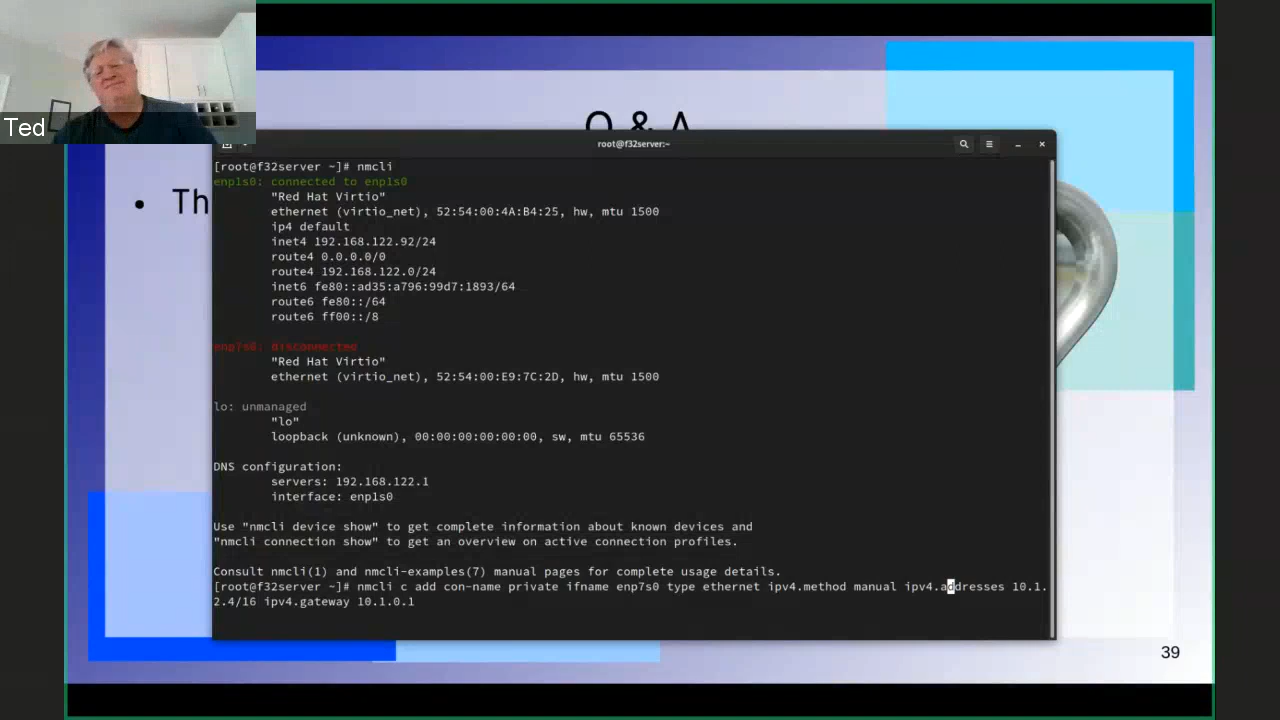 Ted
Q & A
• Th
root@f32server:~
[root@f32server ~]# nmcli
enp1s0: connected to enp1s0
"Red Hat Virtio"
ethernet (virtio_net), 52:54:00:4A:B4:25, hw, mtu 1500
ip4 default
inet4 192.168.122.92/24
route4 0.0.0.0/0
route4 192.168.122.0/24
inet6 fe80::ad35:a796:99d7:1893/64
route6 fe80::/64
route6 ff00::/8
enp7s0: disconnected
"Red Hat Virtio"
ethernet (virtio_net), 52:54:00:E9:7C:2D, hw, mtu 1500
lo: unmanaged
"lo"
loopback (unknown), 00:00:00:00:00:00, sw, mtu 65536
DNS configuration:
servers: 192.168.122.1
interface: enp1s0
Use "nmcli device show" to get complete information about known devices and
"nmcli connection show" to get an overview on active connection profiles.
Consult nmcli(1) and nmcli-examples(7) manual pages for complete usage details.
[root@f32server ~]# nmcli c add con-name private ifname enp7s0 type ethernet ipv4.method manual ipv4.addresses 10.1.
2.4/16 ipv4.gateway 10.1.0.1
39